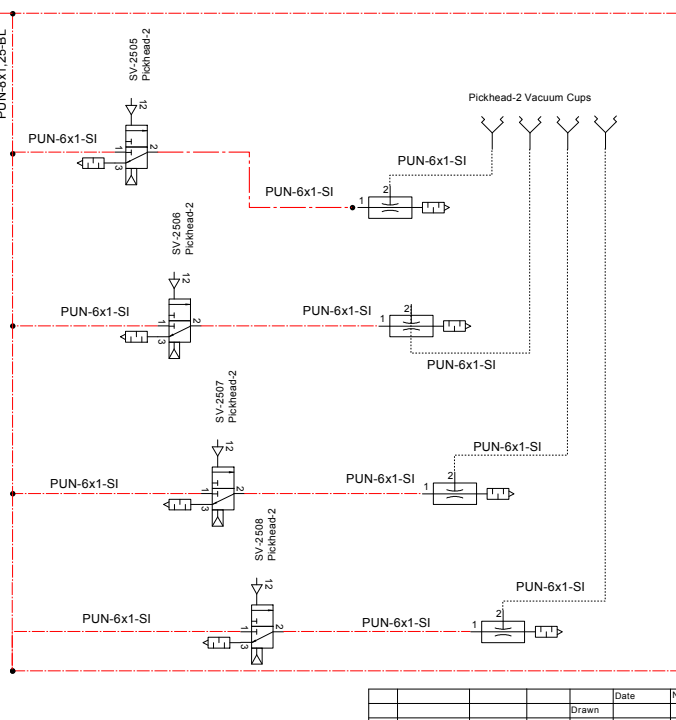 PUN-8x1,25-BL
SV-2505
Pickhead-2
12
PUN-6x1-SI
1
2
3
Pickhead-2 Vacuum Cups
PUN-6x1-SI
PUN-6x1-SI
2
1
SV-2506
Pickhead-2
12
PUN-6x1-SI
1
2
3
PUN-6x1-SI
2
1
PUN-6x1-SI
SV-2507
Pickhead-2
12
PUN-6x1-SI
1
2
3
PUN-6x1-SI
PUN-6x1-SI
2
1
SV-2508
Pickhead-2
12
PUN-6x1-SI
1
2
3
PUN-6x1-SI
PUN-6x1-SI
2
1
Date
Drawn